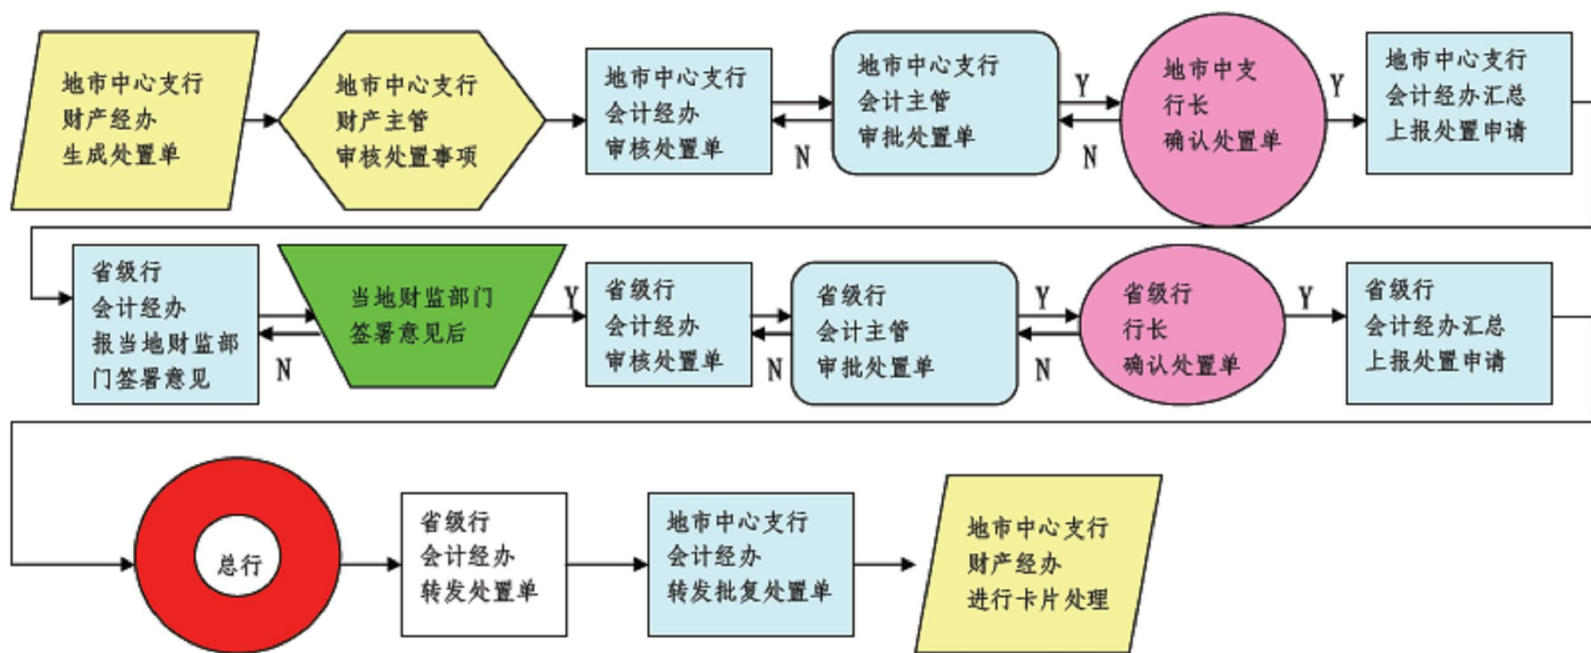 地市中心支行
财产经办
生成处置单
地市中心支行
财产主管
审核处置事项
地市中心支行
会计经办
审核处置单
N
地市中心支行
会计主管
审批处置单
Y
N
地市中支
行长
确认处置单
Y
地市中心支行
会计经办汇总
上报处置申请
省级行
会计经办
报当地财监部
门签署意见
N
当地财监部门
签署意见后
Y
省级行
会计经办
审核处置单
N
省级行
会计主管
审批处置单
Y
N
省级行
行长
确认处置单
Y
省级行
会计经办汇总
上报处置申请
总行
省级行
会计经办
转发处置单
地市中心支行
会计经办
转发批复处置单
地市中心支行
财产经办
进行卡片处理